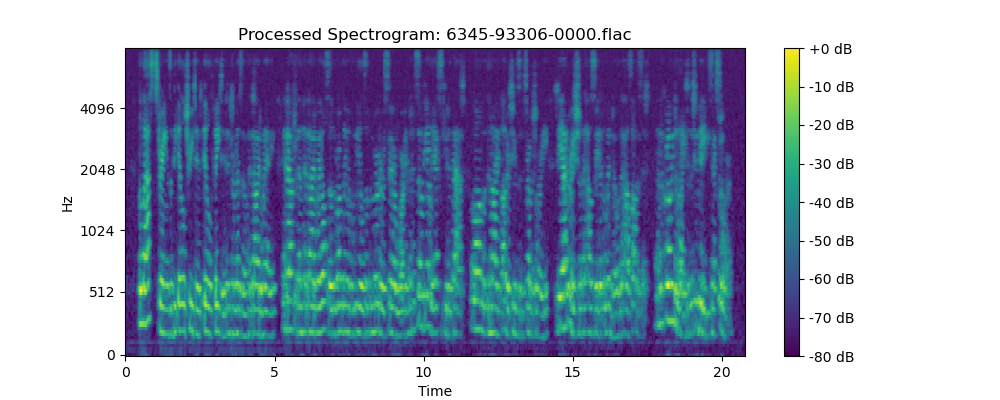 Processed Spectrogram: 6345-93306-0000.flac
Hz
4096
2048
1024
512
0
0 5 10 15 20
Time
+0 dB
-10 dB
-20 dB
-30 dB
-40 dB
-50 dB
-60 dB
-70 dB
-80 dB